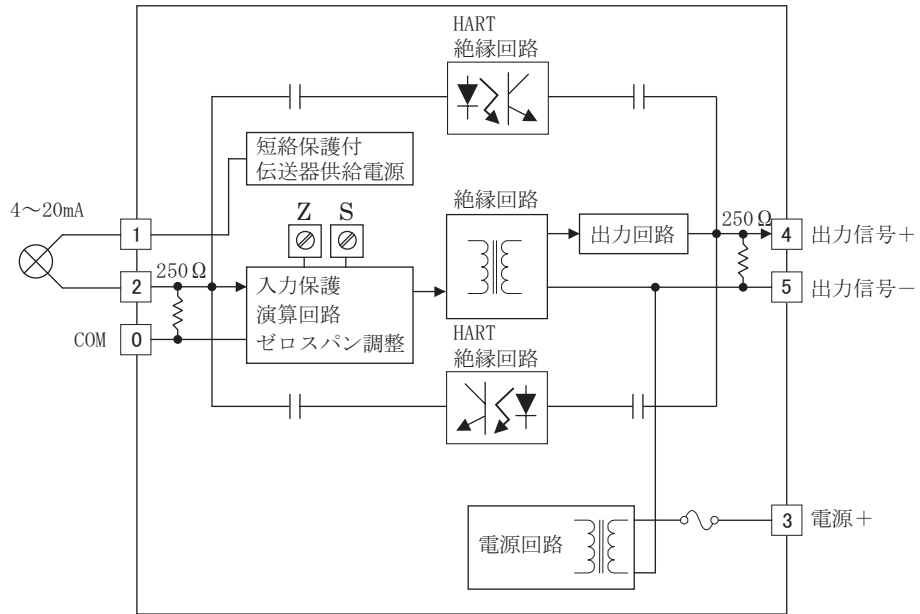 HART
絶縁回路
短絡保護付
伝送器供給電源
4～20mA
Z S
絶縁回路
250Ω
1
出力回路
4 出力信号＋
250Ω
2
入力保護
5 出力信号－
演算回路
COM 0
ゼロスパン調整
HART
絶縁回路
3 電源＋
電源回路